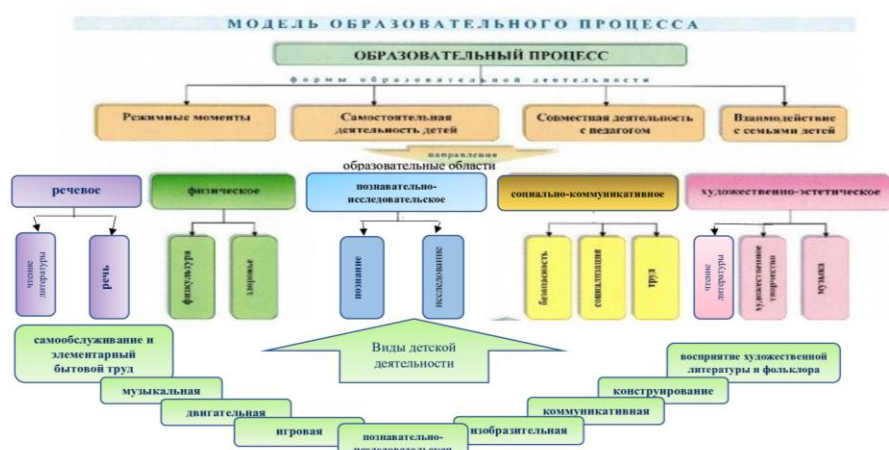 МОДЕЛЬ ОБРАЗОВАТЕЛЬНОГО ПРОЦЕССА
ОБРАЗОВАТЕЛЬНЫЙ ПРОЦЕСС
формы образовательной деятельности
Режимные моменты
Самостоятельная
деятельность детей
Совместная деятельность
с педагогом
Взаимодействие
с семьями детей
направления
образовательные области
речевое
физическое
познавательно-
исследовательское
социально-коммуникативное
художественно-эстетическое
чтение
литературы
речь
физкультура
здоровье
познание
исследование
безопасность
социализация
труд
чтение
литературы
художественное
творчество
музыка
Виды детской
деятельности
самообслуживание и
элементарный
бытовой труд
музыкальная
двигательная
игровая
познавательно-
исследовательская
изобразительная
коммуникативная
конструирование
восприятие художественной
литературы и фольклора